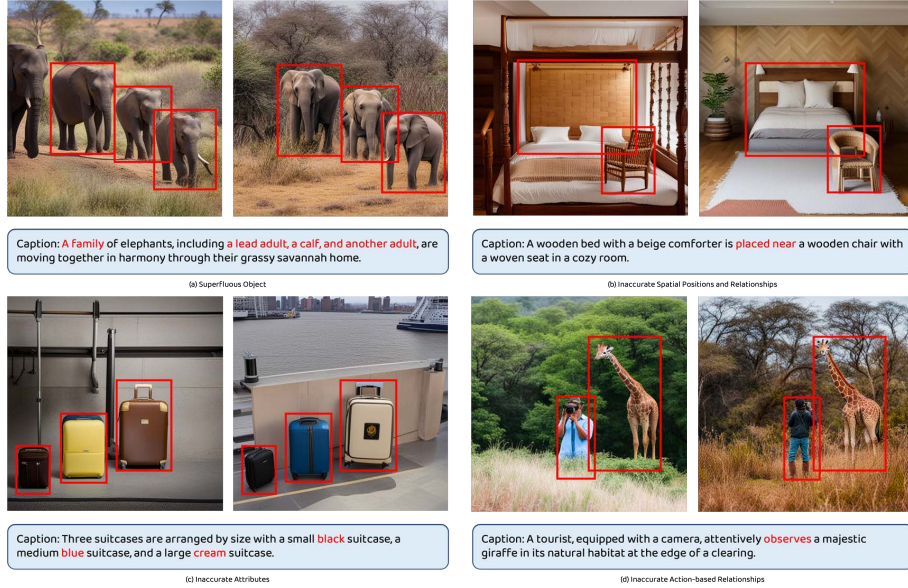 Caption: A family of elephants, including a lead adult, a calf, and another adult, are
moving together in harmony through their grassy savannah home.
(a) Superfluous Object
Caption: A wooden bed with a beige comforter is placed near a wooden chair with
a woven seat in a cozy room.
(b) Inaccurate Spatial Positions and Relationships
Caption: Three suitcases are arranged by size with a small black suitcase, a
medium blue suitcase, and a large cream suitcase.
(c) Inaccurate Attributes
Caption: A tourist, equipped with a camera, attentively observes a majestic
giraffe in its natural habitat at the edge of a clearing.
(d) Inaccurate Action-based Relationships